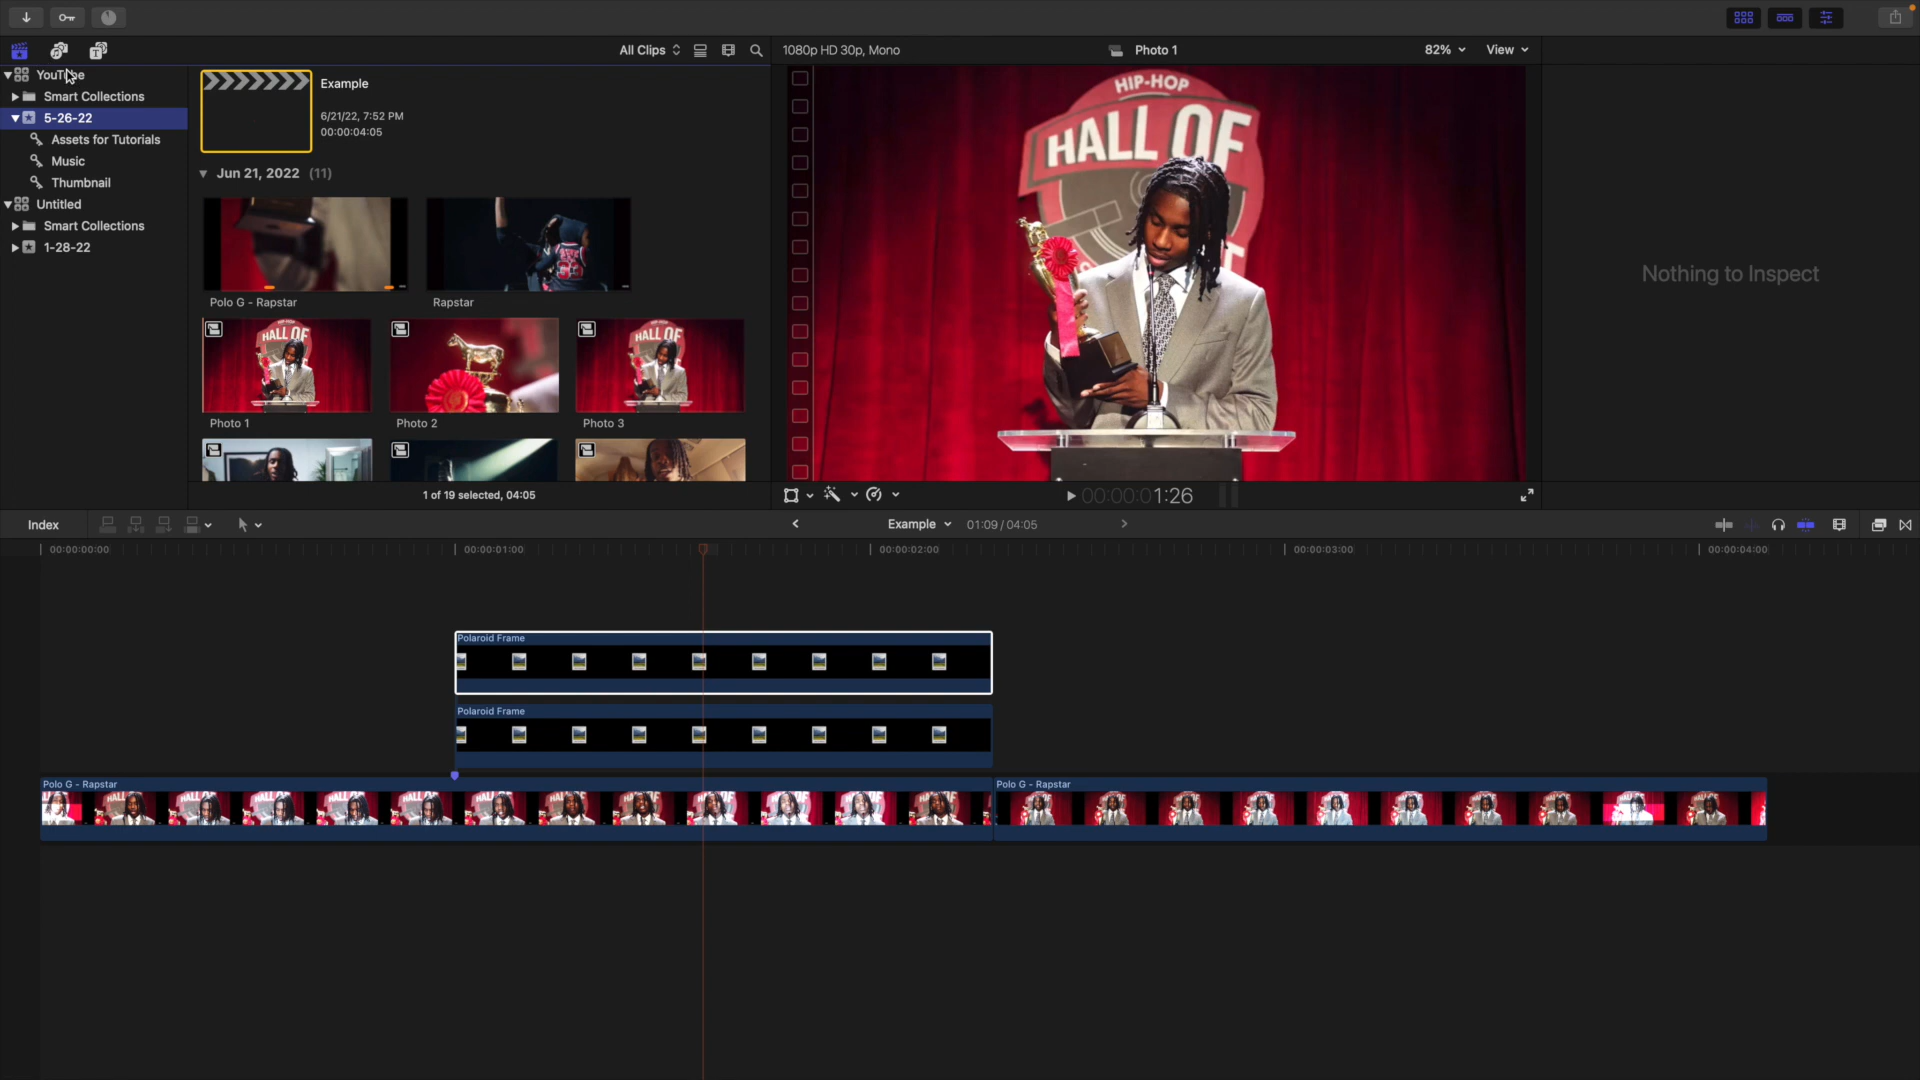 All Clips
1080p HD 30p, Mono
Photo 1
82%
View
YouTube
Smart Collections
5-26-22
Assets for Tutorials
Music
Thumbnail
Untitled
Smart Collections
1-28-22
Example
6/21/22, 7:52 PM
00:00:04:05
Jun 21, 2022 (11)
Polo G - Rapstar
Rapstar
Photo 1
Photo 2
Photo 3
1 of 19 selected, 04:05
HIP-HOP
HALL OF
Nothing to Inspect
00:00:01:26
Index
Example
01:09 / 04:05
00:00:00:00
00:00:01:00
00:00:02:00
00:00:03:00
00:00:04:00
Polaroid Frame
Polaroid Frame
Polo G - Rapstar
Polo G - Rapstar